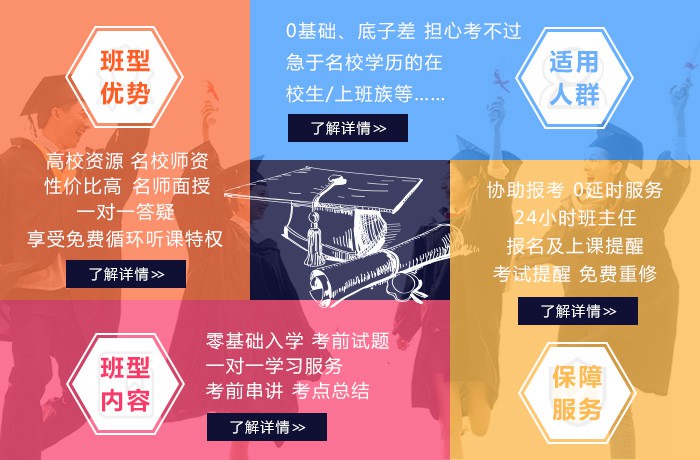 班型
优势
高校资源 名校师资
性价比高 名师面授
一对一答疑
享受免费循环听课特权
了解详情>>
0基础、底子差 担心考不过
急于名校学历的在
校生/上班族等……
了解详情>>
适用
人群
协助报考 0延时服务
24小时班主任
报名及上课提醒
考试提醒 免费重修
了解详情>>
保障
服务
班型
内容
零基础入学 考前试题
一对一学习服务
考前串讲 考点总结
了解详情>>